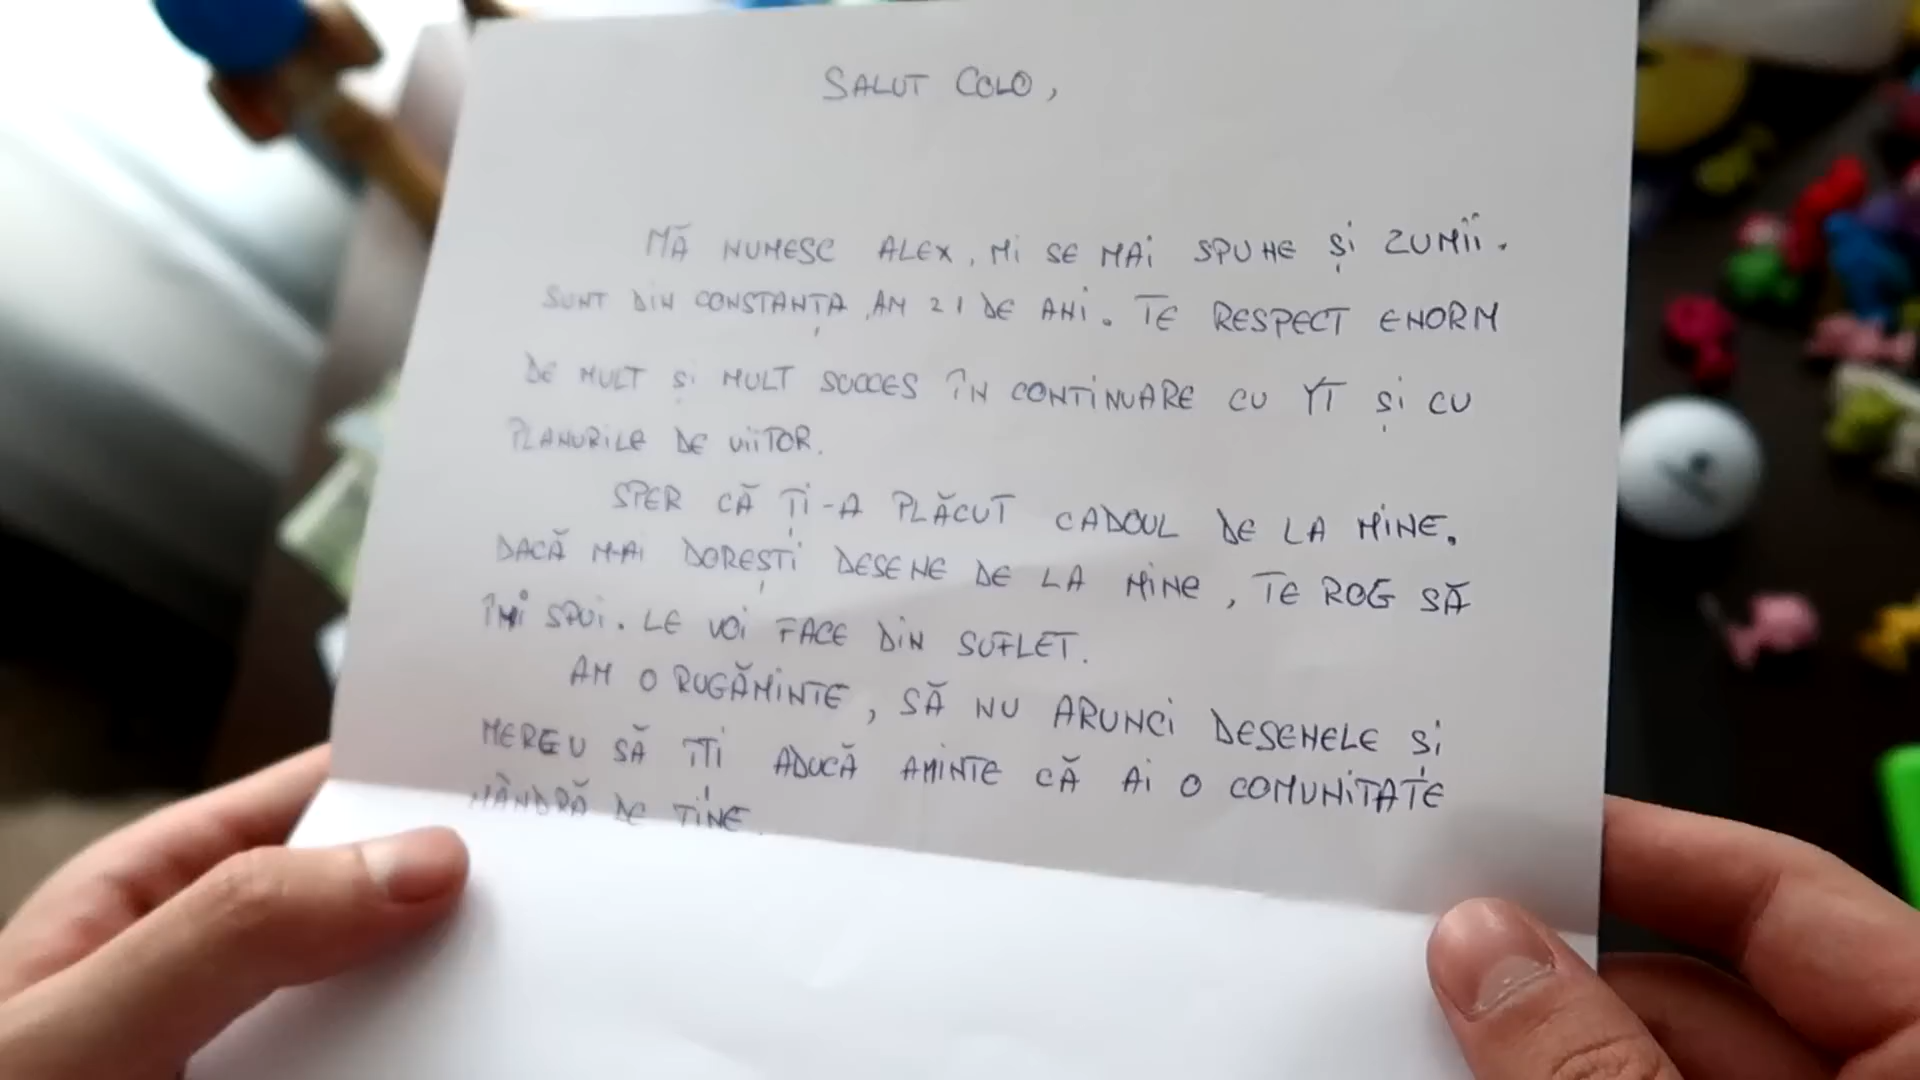 SALUT COLO,
MĂ NUMESC ALEX, MI SE MAI SPUNE ȘI ZUMII.
SUNT DIN CONSTANȚA, AM 21 DE ANI. TE RESPECT ENORM
DE MULT ȘI MULT SUCCES ÎN CONTINUARE CU YT ȘI CU
PLANURILE DE VIITOR.
SPER CĂ ȚI-A PLĂCUT CADOUL DE LA MINE.
DACĂ MAI DOREȘTI DESENE DE LA MINE, TE ROG SĂ
ÎMI SPUI. LE VOI FACE DIN SUFLET.
AM O RUGĂMINTE, SĂ NU ARUNCI DESENELE ȘI
MEREU SĂ ÎȚI ADUCĂ AMINTE CĂ AI O COMUNITATE
MÂNDRĂ DE TINE.